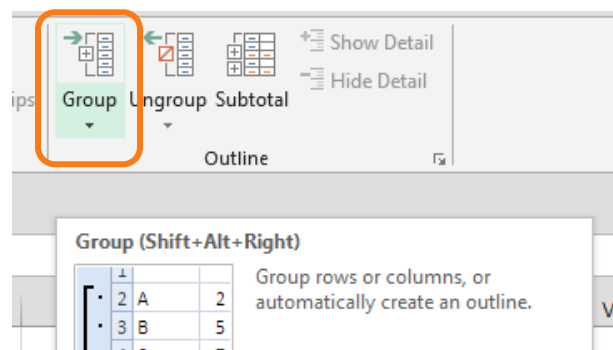 Show Detail
Hide Detail
ips
Group Ungroup Subtotal
Outline
Group (Shift+Alt+Right)
Group rows or columns, or
automatically create an outline.
1
2 A 2
3 B 5
V